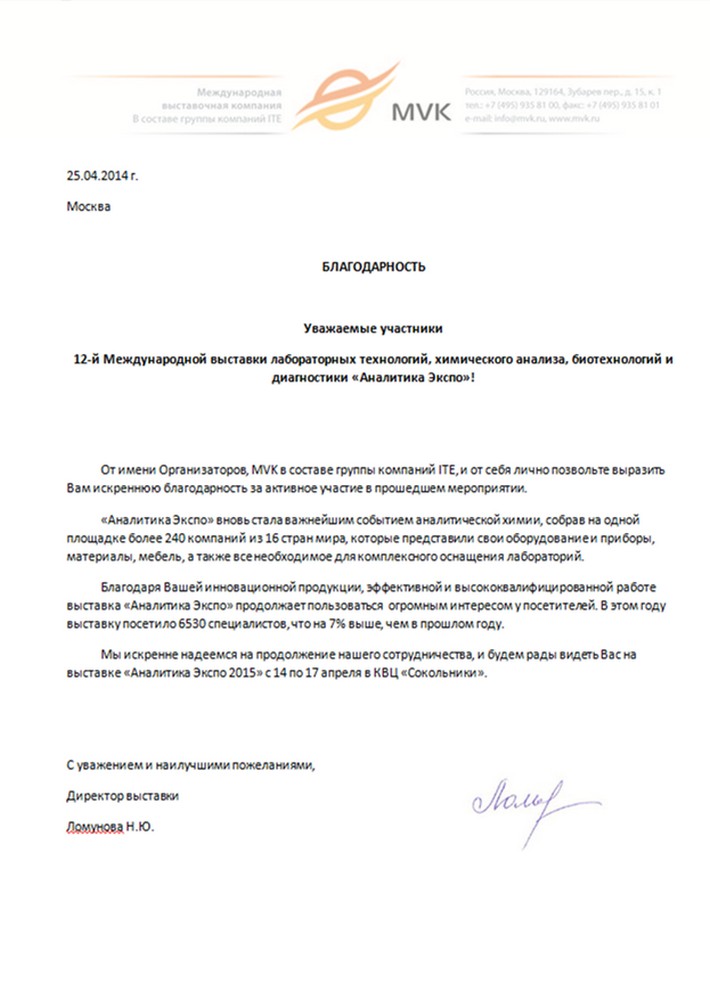 Международная
выставочная компания
В составе группы компаний ITE
MVK
Россия, Москва, 129164, Зубарев пер., д. 15, к. 1
тел.: +7 (495) 935 81 00, факс: +7 (495) 935 81 01
e-mail: info@mvk.ru, www.mvk.ru
25.04.2014 г.
Москва
БЛАГОДАРНОСТЬ
Уважаемые участники
12-й Международной выставки лабораторных технологий, химического анализа, биотехнологий и
диагностики «Аналитика Экспо»!
От имени Организаторов, MVK в составе группы компаний ITE, и от себя лично позвольте выразить
Вам искреннюю благодарность за активное участие в прошедшем мероприятии.
«Аналитика Экспо» вновь стала важнейшим событием аналитической химии, собрав на одной
площадке более 240 компаний из 16 стран мира, которые представили свои оборудование и приборы,
материалы, мебель, а также все необходимое для комплексного оснащения лабораторий.
Благодаря Вашей инновационной продукции, эффективной и высококвалифицированной работе
выставка «Аналитика Экспо» продолжает пользоваться огромным интересом у посетителей. В этом году
выставку посетило 6530 специалистов, что на 7% выше, чем в прошлом году.
Мы искренне надеемся на продолжение нашего сотрудничества, и будем рады видеть Вас на
выставке «Аналитика Экспо 2015» с 14 по 17 апреля в КВЦ «Сокольники».
С уважением и наилучшими пожеланиями,
Директор выставки
Ломунова Н.Ю.